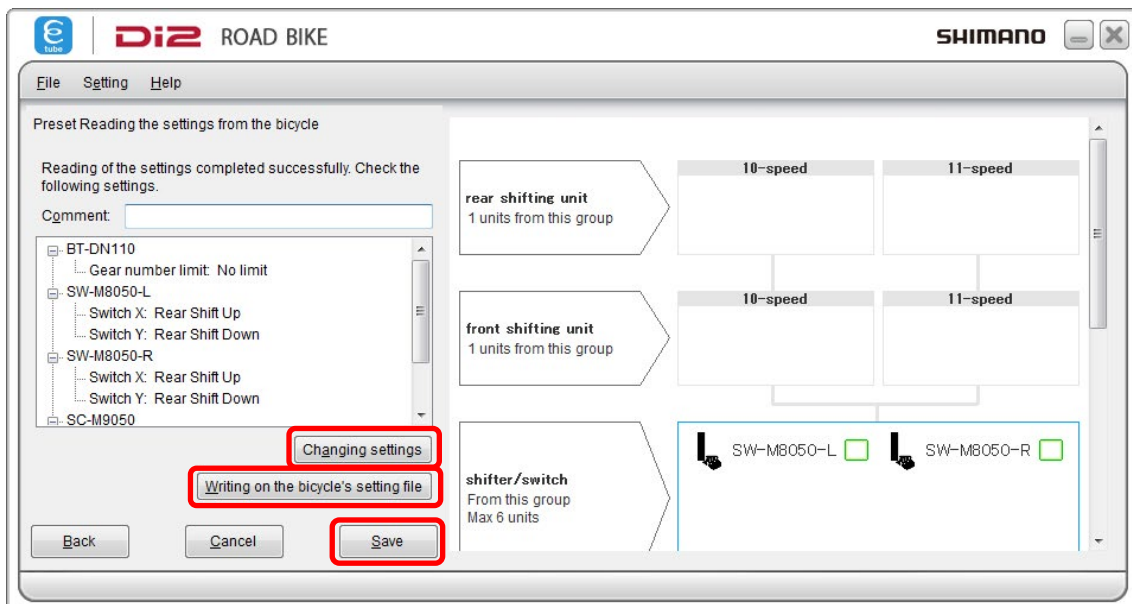 e tube Di2 ROAD BIKE SHIMANO
File Setting Help
Preset Reading the settings from the bicycle
Reading of the settings completed successfully. Check the
following settings.
Comment:
BT-DN110
Gear number limit: No limit
SW-M8050-L
Switch X: Rear Shift Up
Switch Y: Rear Shift Down
SW-M8050-R
Switch X: Rear Shift Up
Switch Y: Rear Shift Down
SC-M9050
Changing settings
Writing on the bicycle's setting file
Back Cancel Save
rear shifting unit
1 units from this group
10-speed 11-speed
front shifting unit
1 units from this group
10-speed 11-speed
shifter/switch
From this group
Max 6 units
SW-M8050-L SW-M8050-R